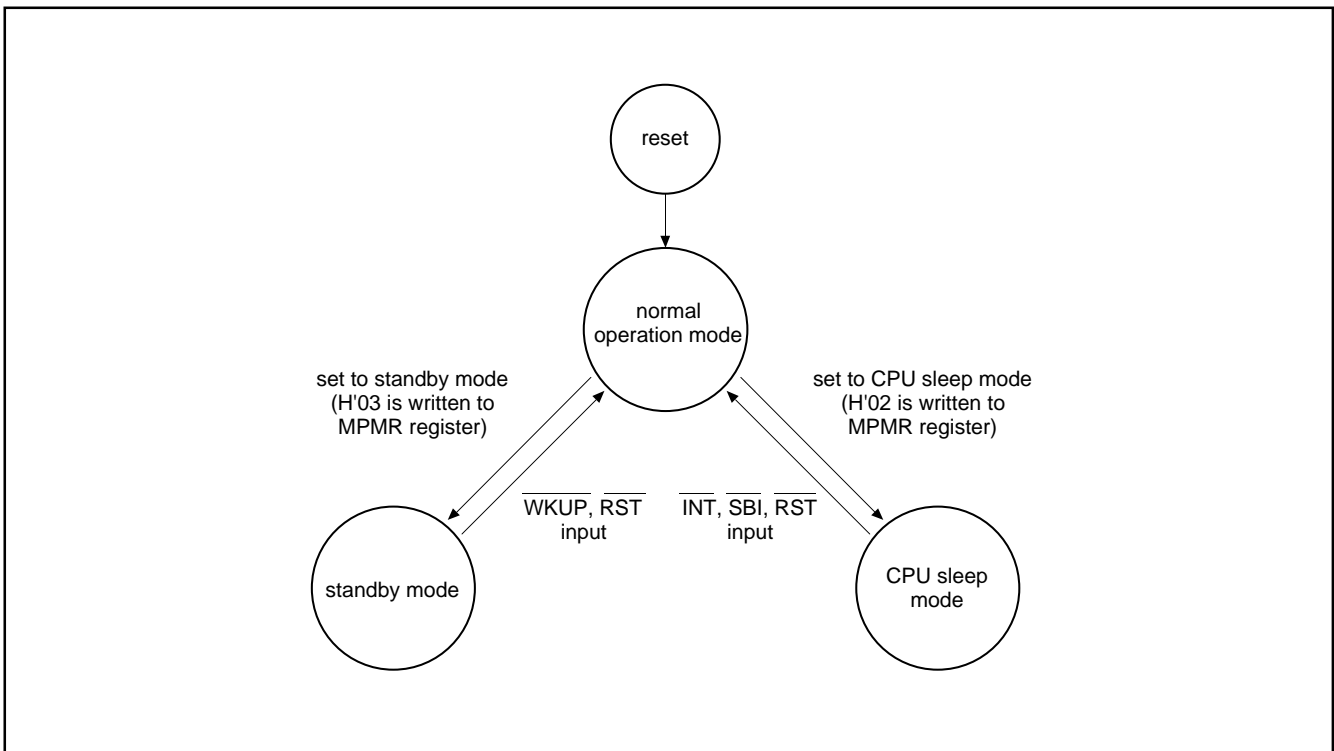 reset
normal
operation mode
set to standby mode
(H'03 is written to
MPMR register)
set to CPU sleep mode
(H'02 is written to
MPMR register)
WKUP, RST
input
INT, SBI, RST
input
standby mode
CPU sleep
mode